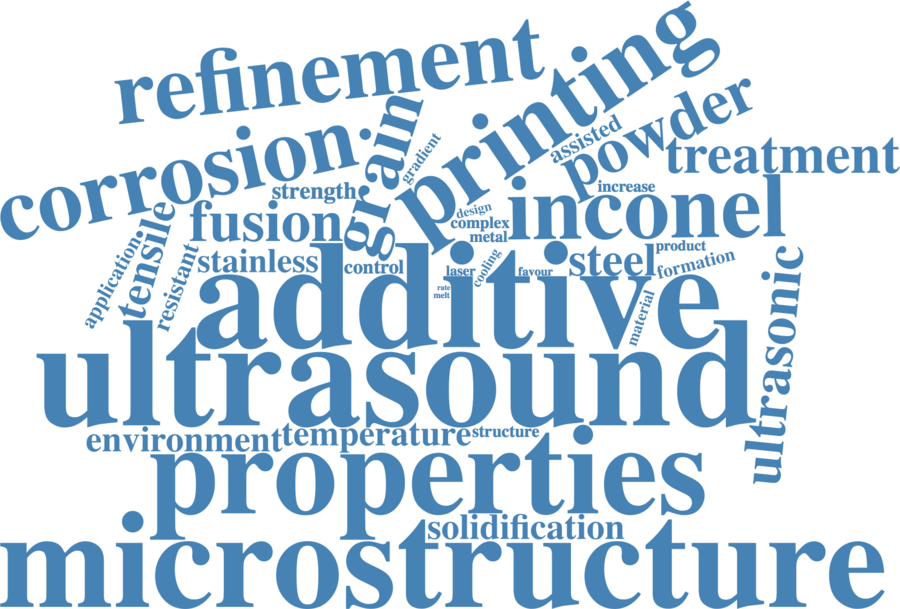 refinement
printing
corrosion
grain
gradient
assisted
powder
treatment
strength
increase
inconel
fusion
design
complex
metal
tensile
application
resistant
stainless
control
laser
cooling
favour
steel
product
formation
additive
rate
melt
material
ultrasonic
ultrasound
environment
temperature
structure
properties
solidification
microstructure